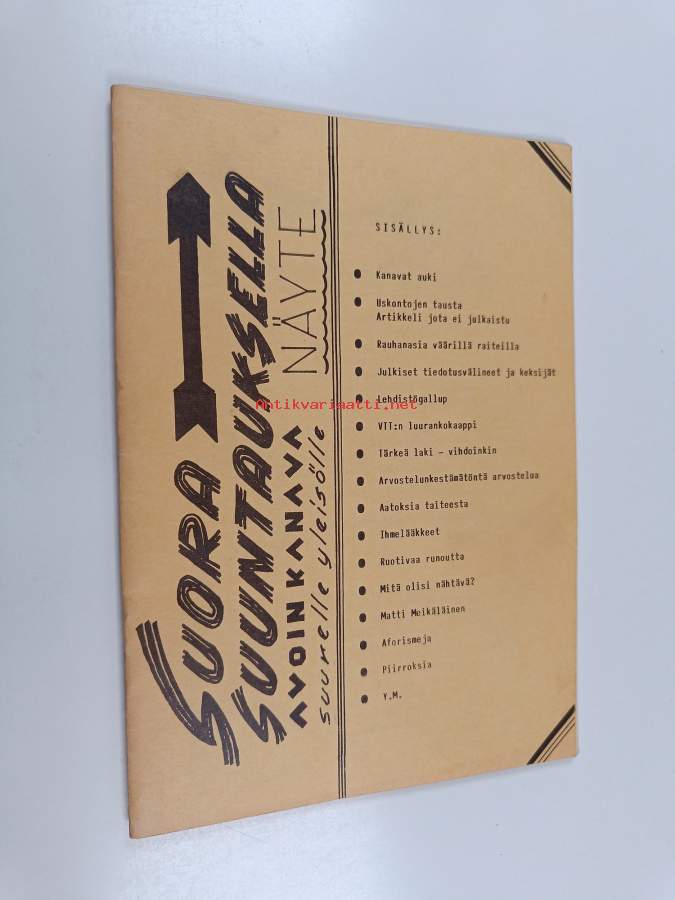 SUORA
SUUNTAUKSELLA
AVOIN KANAVA
suurelle yleisölle
NÄYTE
SISÄLLYS:
Kanavat auki
Uskontojen tausta
Artikkeli jota ei julkaistu
Rauhanasia väärillä raiteilla
Julkiset tiedotusvälineet ja keksijät
Lehdistögallup
VTT:n luurankokaappi
Tärkeä laki - vihdoinkin
Arvostelunkestämätöntä arvostelua
Aatoksia taiteesta
Ihmelääkkeet
Ruotivaa runoutta
Mitä olisi nähtävä?
Matti Meikäläinen
Aforismeja
Piirroksia
Y.M.
Antikvariaatti.net